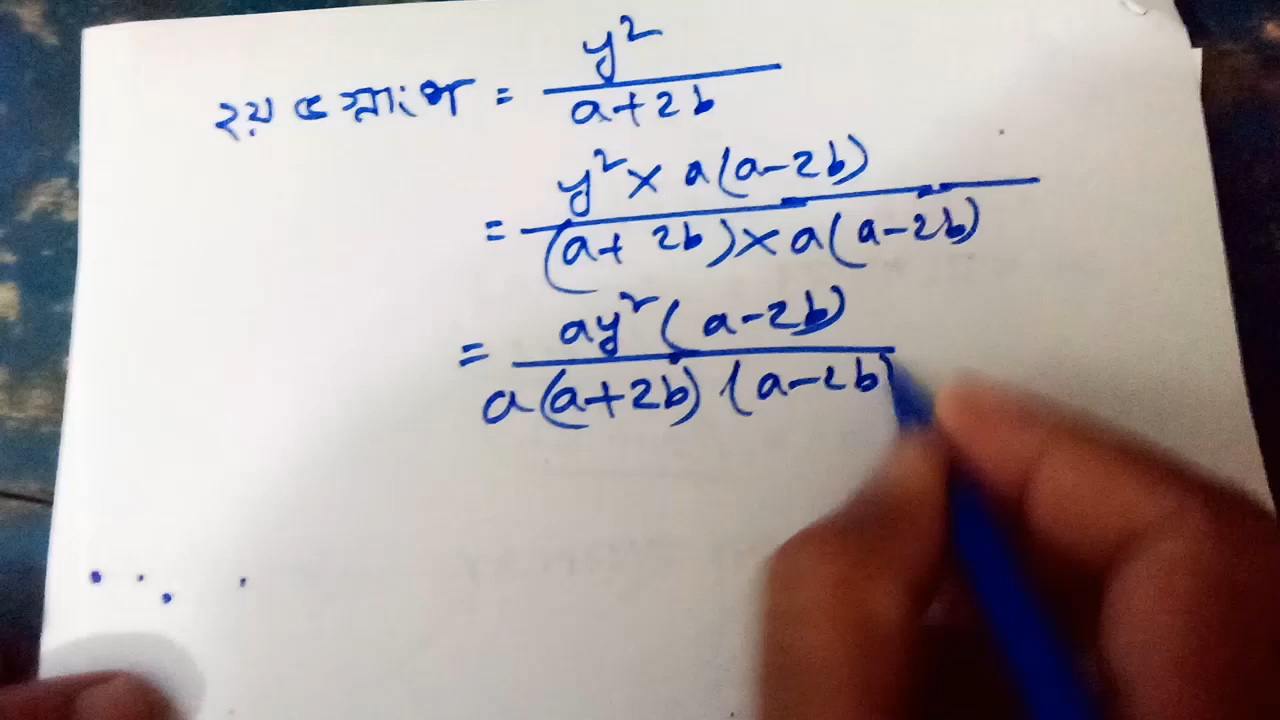 ২য় ভগ্নাংশ = y²/a+2b
= y² × a(a-2b)/(a+2b) × a(a-2b)
= ay²(a-2b)/a(a+2b)(a-2b)